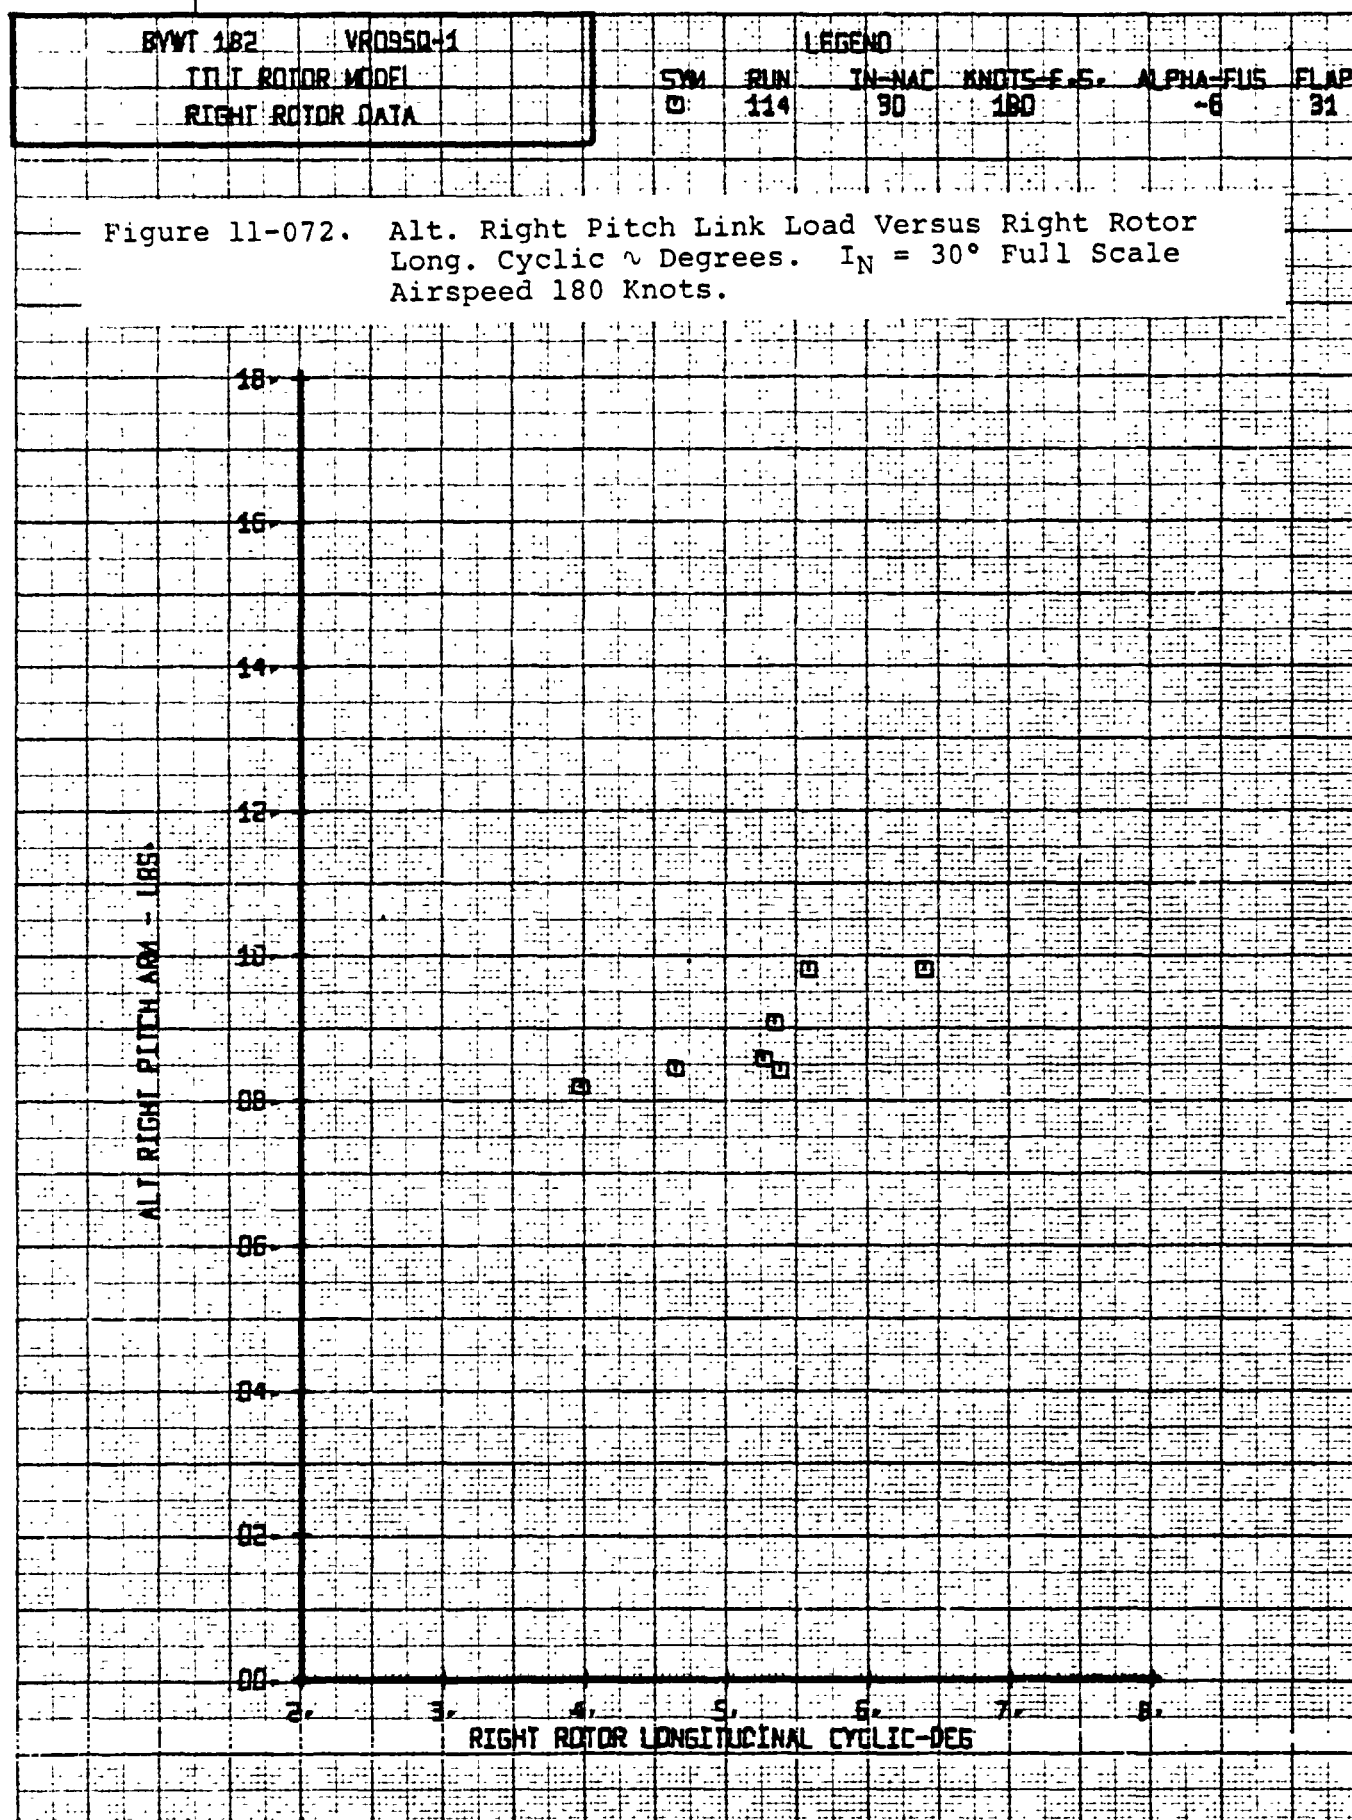 BVWT 182 VR095Q-1
TILT ROTOR MODEL
RIGHT ROTOR DATA
LEGEND
SYM RUN IN-NAC KNOTS-F.S. ALPHA-FUS FLAP
114 30 180 -6 31
Figure 11-072. Alt. Right Pitch Link Load Versus Right Rotor
Long. Cyclic ~ Degrees. IN = 30° Full Scale
Airspeed 180 Knots.
18.
16.
14.
12.
10.
08.
06.
04.
02.
00.
ALT RIGHT PITCH ARM - LBS.
2. 3. 4. 5. 6. 7. 8.
RIGHT ROTOR LONGITUDINAL CYCLIC-DEG